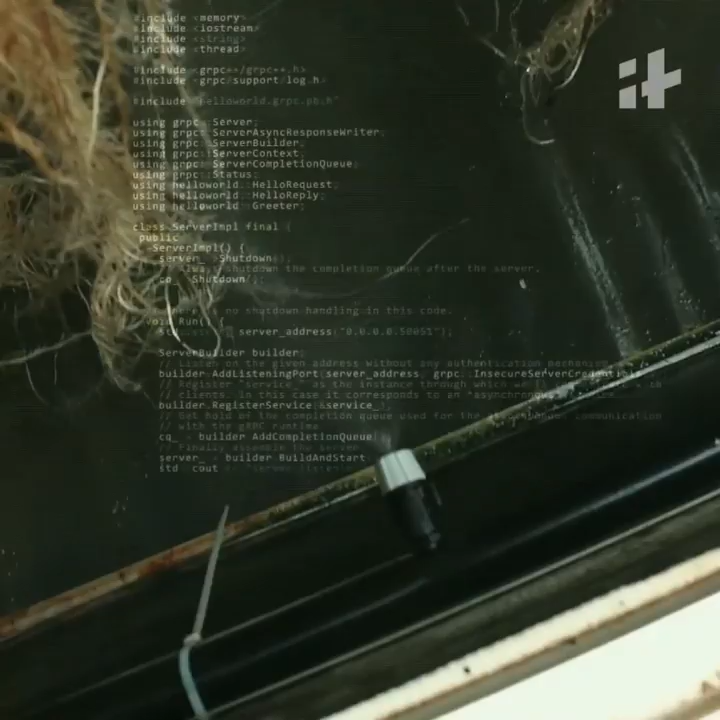 #include <memory>
#include <iostream>
#include <string>
#include <thread>
#include <grpc++/grpc++.h>
#include <grpc/support/log.h>
#include "helloworld.grpc.pb.h"
using grpc::Server;
using grpc::ServerAsyncResponseWriter;
using grpc::ServerBuilder;
using grpc::ServerContext;
using grpc::ServerCompletionQueue;
using grpc::Status;
using helloworld::HelloRequest;
using helloworld::HelloReply;
using helloworld::Greeter;
class ServerImpl final {
public
~ServerImpl() {
server_ Shutdown();
shutdown the completion queue after the server,
cq_ Shutdown();
There is no shutdown handling in this code.
void Run() {
server_address("0.0.0.0:50051");
ServerBuilder builder;
// Listen on the given address without any authentication mechanism
builder.AddListeningPort(server_address, grpc::InsecureServerCredentials
// Register "service_" as the instance through which we'll
// clients. In this case it corresponds to an "asynchronous" service.
builder.RegisterService(&service_);
// Get hold of the completion queue used for the asynchronous communication
// with the gRPC runtime
cq_ = builder.AddCompletionQueue()
// Finally assemble the server.
server_ = builder.BuildAndStart
std cout
it